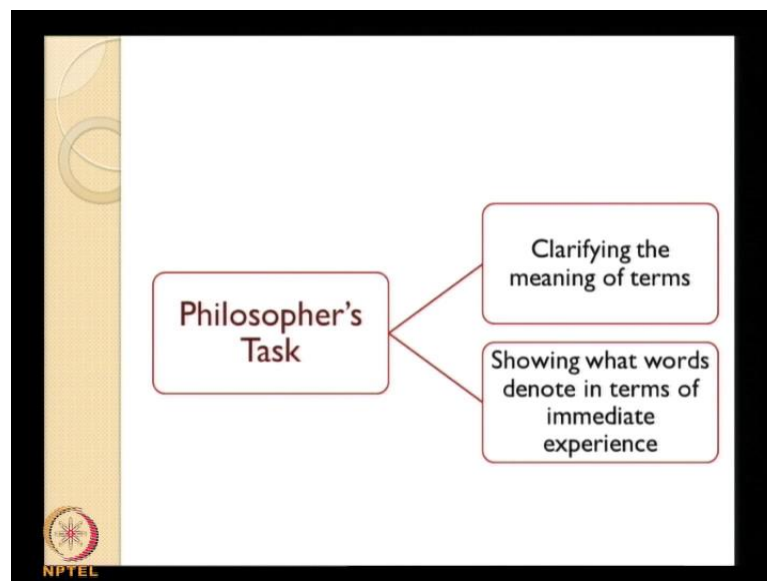 Philosopher's
Task
Clarifying the
meaning of terms
Showing what words
denote in terms of
immediate
experience
NPTEL